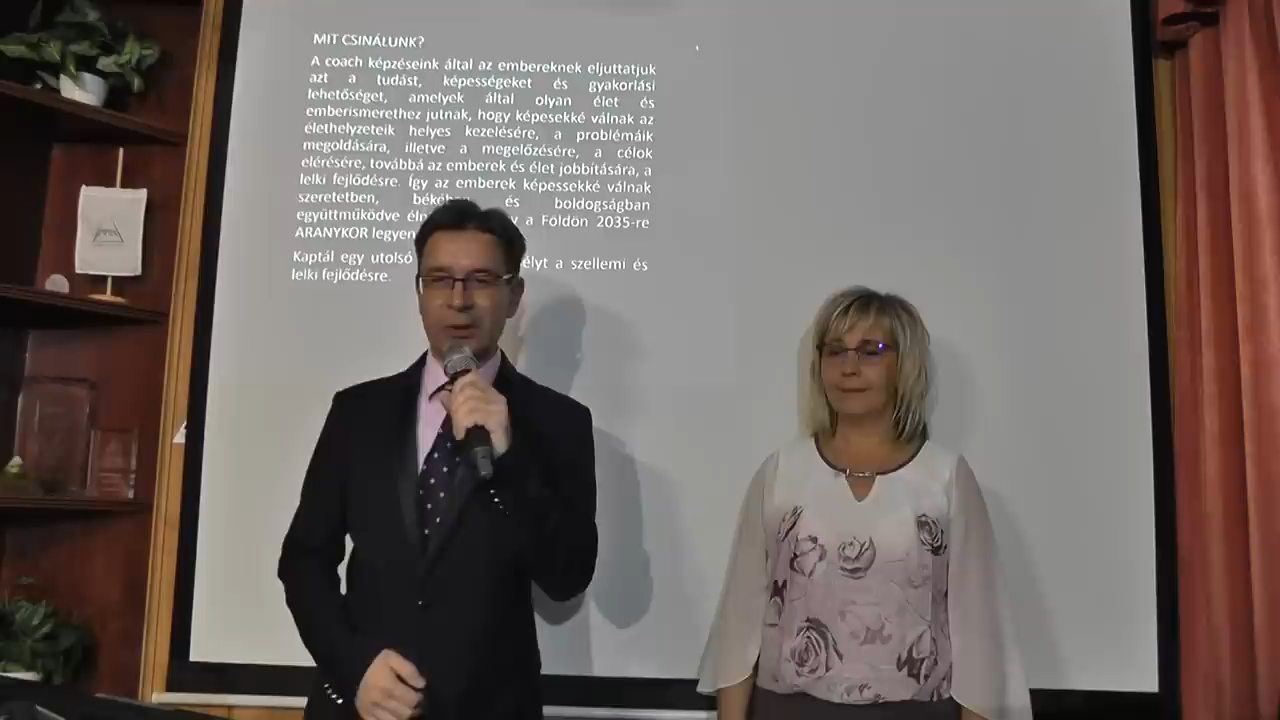 MIT CSINÁLUNK?
A coach képzéseink által az embereknek eljuttatjuk
azt a tudást, képességeket és gyakorlási
lehetőséget, amelyek által olyan élet és
emberismerethez jutnak, hogy képesekké válnak az
élethelyzeteik helyes kezelésére, a problémáik
megoldására, illetve a megelőzésére, a célok
elérésére, továbbá az emberek és élet jobbítására, a
lelki fejlődésre. Így az emberek képessekké válnak
szeretetben, és boldogságban
együttműködve a Földön 2035-re
ARANYKOR
Kaptál egy utolsó a szellemi és
lelki fejlődésre.